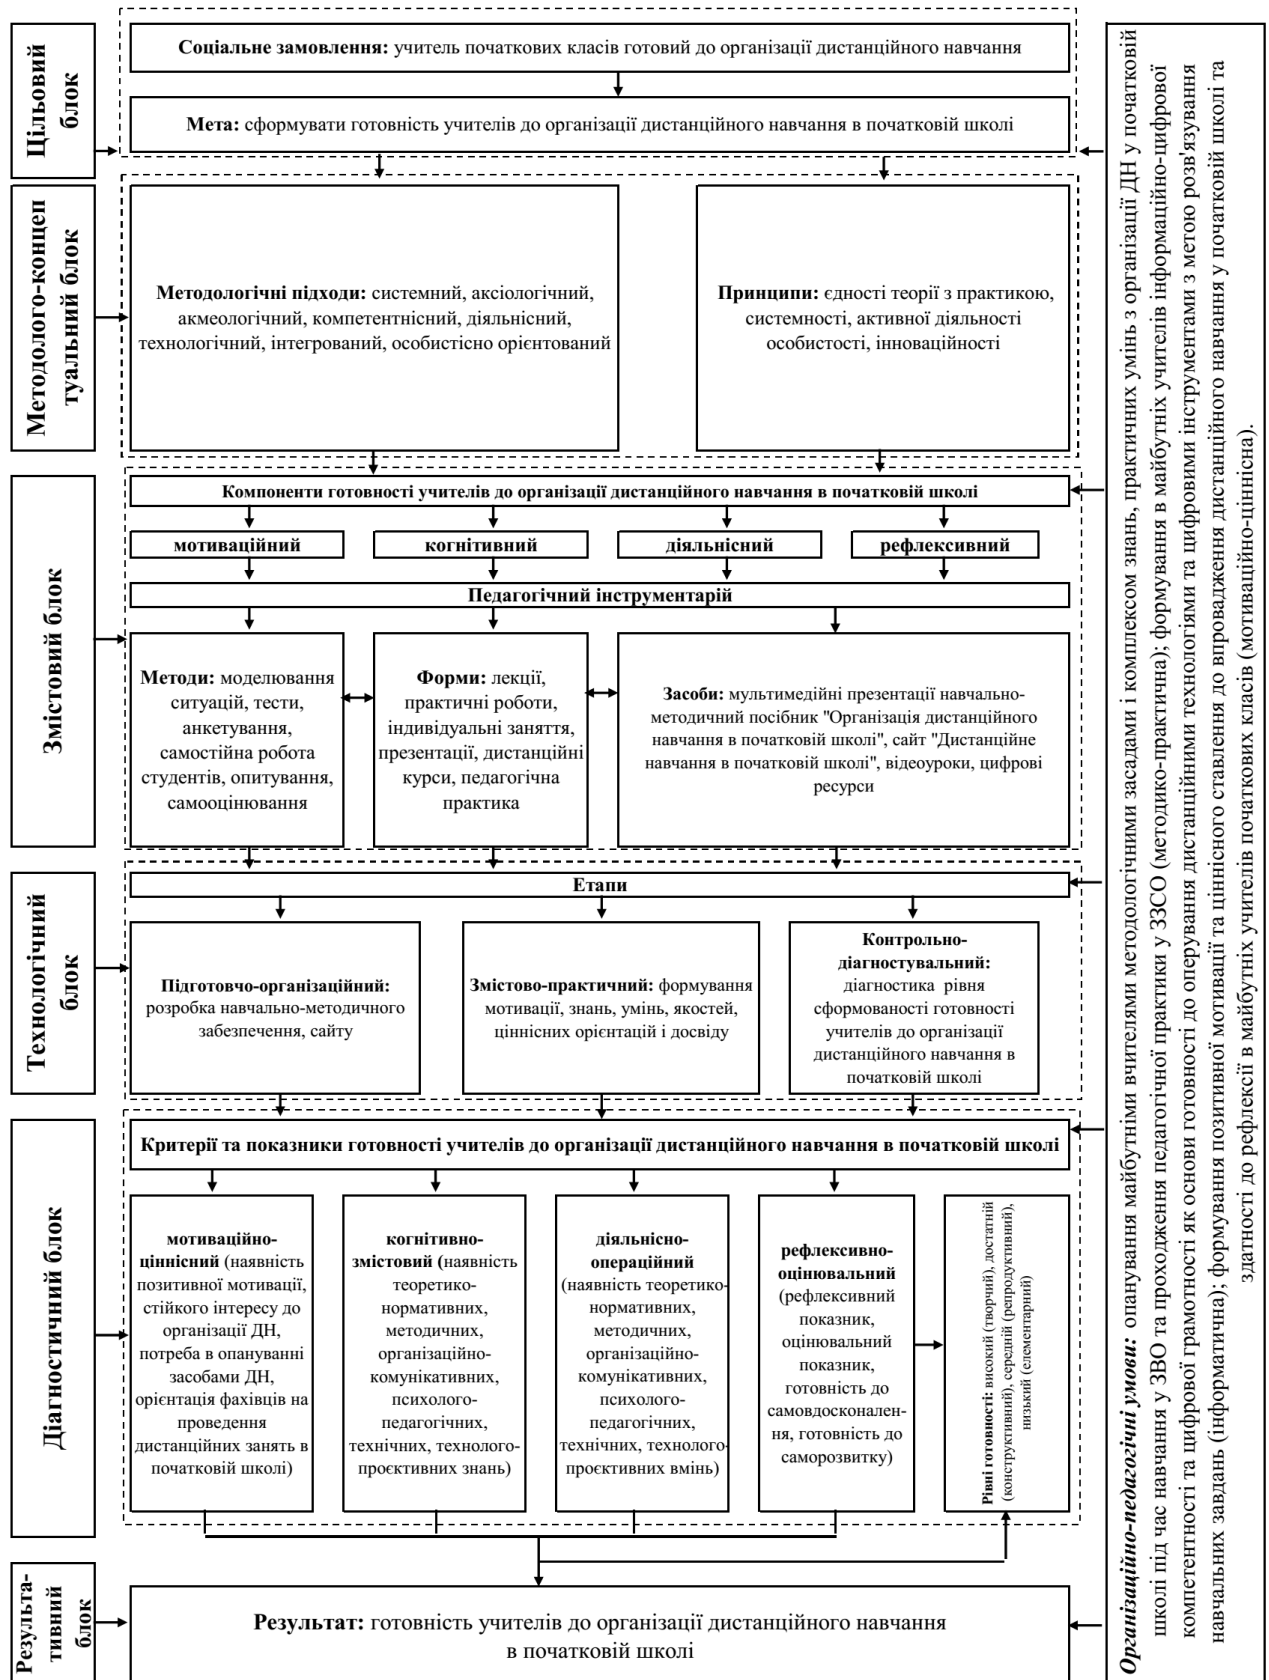 Цільовий
блок
Соціальне замовлення: учитель початкових класів готовий до організації дистанційного навчання
Мета: сформувати готовність учителів до організації дистанційного навчання в початковій школі
Методолого-концеп
туальний блок
Методологічні підходи: системний, аксіологічний,
акмеологічний, компетентнісний, діяльнісний,
технологічний, інтегрований, особистісно орієнтований
Принципи: єдності теорії з практикою,
системності, активної діяльності
особистості, інноваційності
Змістовий блок
Компоненти готовності учителів до організації дистанційного навчання в початковій школі
мотиваційний
когнітивний
діяльнісний
рефлексивний
Педагогічний інструментарій
Методи: моделювання
ситуацій, тести,
анкетування,
самостійна робота
студентів, опитування,
самооцінювання
Форми: лекції,
практичні роботи,
індивідуальні заняття,
презентації, дистанційні
курси, педагогічна
практика
Засоби: мультимедійні презентації навчально-
методичний посібник "Організація дистанційного
навчання в початковій школі", сайт "Дистанційне
навчання в початковій школі", відеоуроки, цифрові
ресурси
Технологічний
блок
Етапи
Підготовчо-організаційний:
розробка навчально-методичного
забезпечення, сайту
Змістово-практичний: формування
мотивації, знань, умінь, якостей,
ціннісних орієнтацій і досвіду
Контрольно-
діагностувальний:
діагностика рівня
сформованості готовності
учителів до організації
дистанційного навчання в
початковій школі
Діагностичний блок
Критерії та показники готовності учителів до організації дистанційного навчання в початковій школі
мотиваційно-
ціннісний (наявність
позитивної мотивації,
стійкого інтересу до
організації ДН,
потреба в опануванні
засобами ДН,
орієнтація фахівців на
проведення
дистанційних занять в
початковій школі)
когнітивно-
змістовий (наявність
теоретико-
нормативних,
методичних,
організаційно-
комунікативних,
психолого-
педагогічних,
технічних, технолого-
проєктивних знань)
діяльнісно-
операційний
(наявність теоретико-
нормативних,
методичних,
організаційно-
комунікативних,
психолого-
педагогічних,
технічних, технолого-
проєктивних вмінь)
рефлексивно-
оцінювальний
(рефлексивний
показник,
оцінювальний
показник,
готовність до
самовдосконален-
ня, готовність до
саморозвитку)
Рівні готовності: високий (творчий), достатній
(конструктивний), середній (репродуктивний),
низький (елементарний)
Результа-
тивний
блок
Результат: готовність учителів до організації дистанційного навчання
в початковій школі
Організаційно-педагогічні умови: опанування майбутніми вчителями методологічними засадами і комплексом знань, практичних умінь з організації ДН у початковій
школі під час навчання у ЗВО та проходження педагогічної практики у ЗЗСО (методико-практична); формування в майбутніх учителів інформаційно-цифрової
компетентності та цифрової грамотності як основи готовності до оперування дистанційними технологіями та цифровими інструментами з метою розв'язування
навчальних завдань (інформатична); формування позитивної мотивації та ціннісного ставлення до впровадження дистанційного навчання у початковій школі та
здатності до рефлексії в майбутніх учителів початкових класів (мотиваційно-ціннісна).